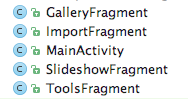 C GalleryFragment
C ImportFragment
C MainActivity
C SlideshowFragment
C ToolsFragment